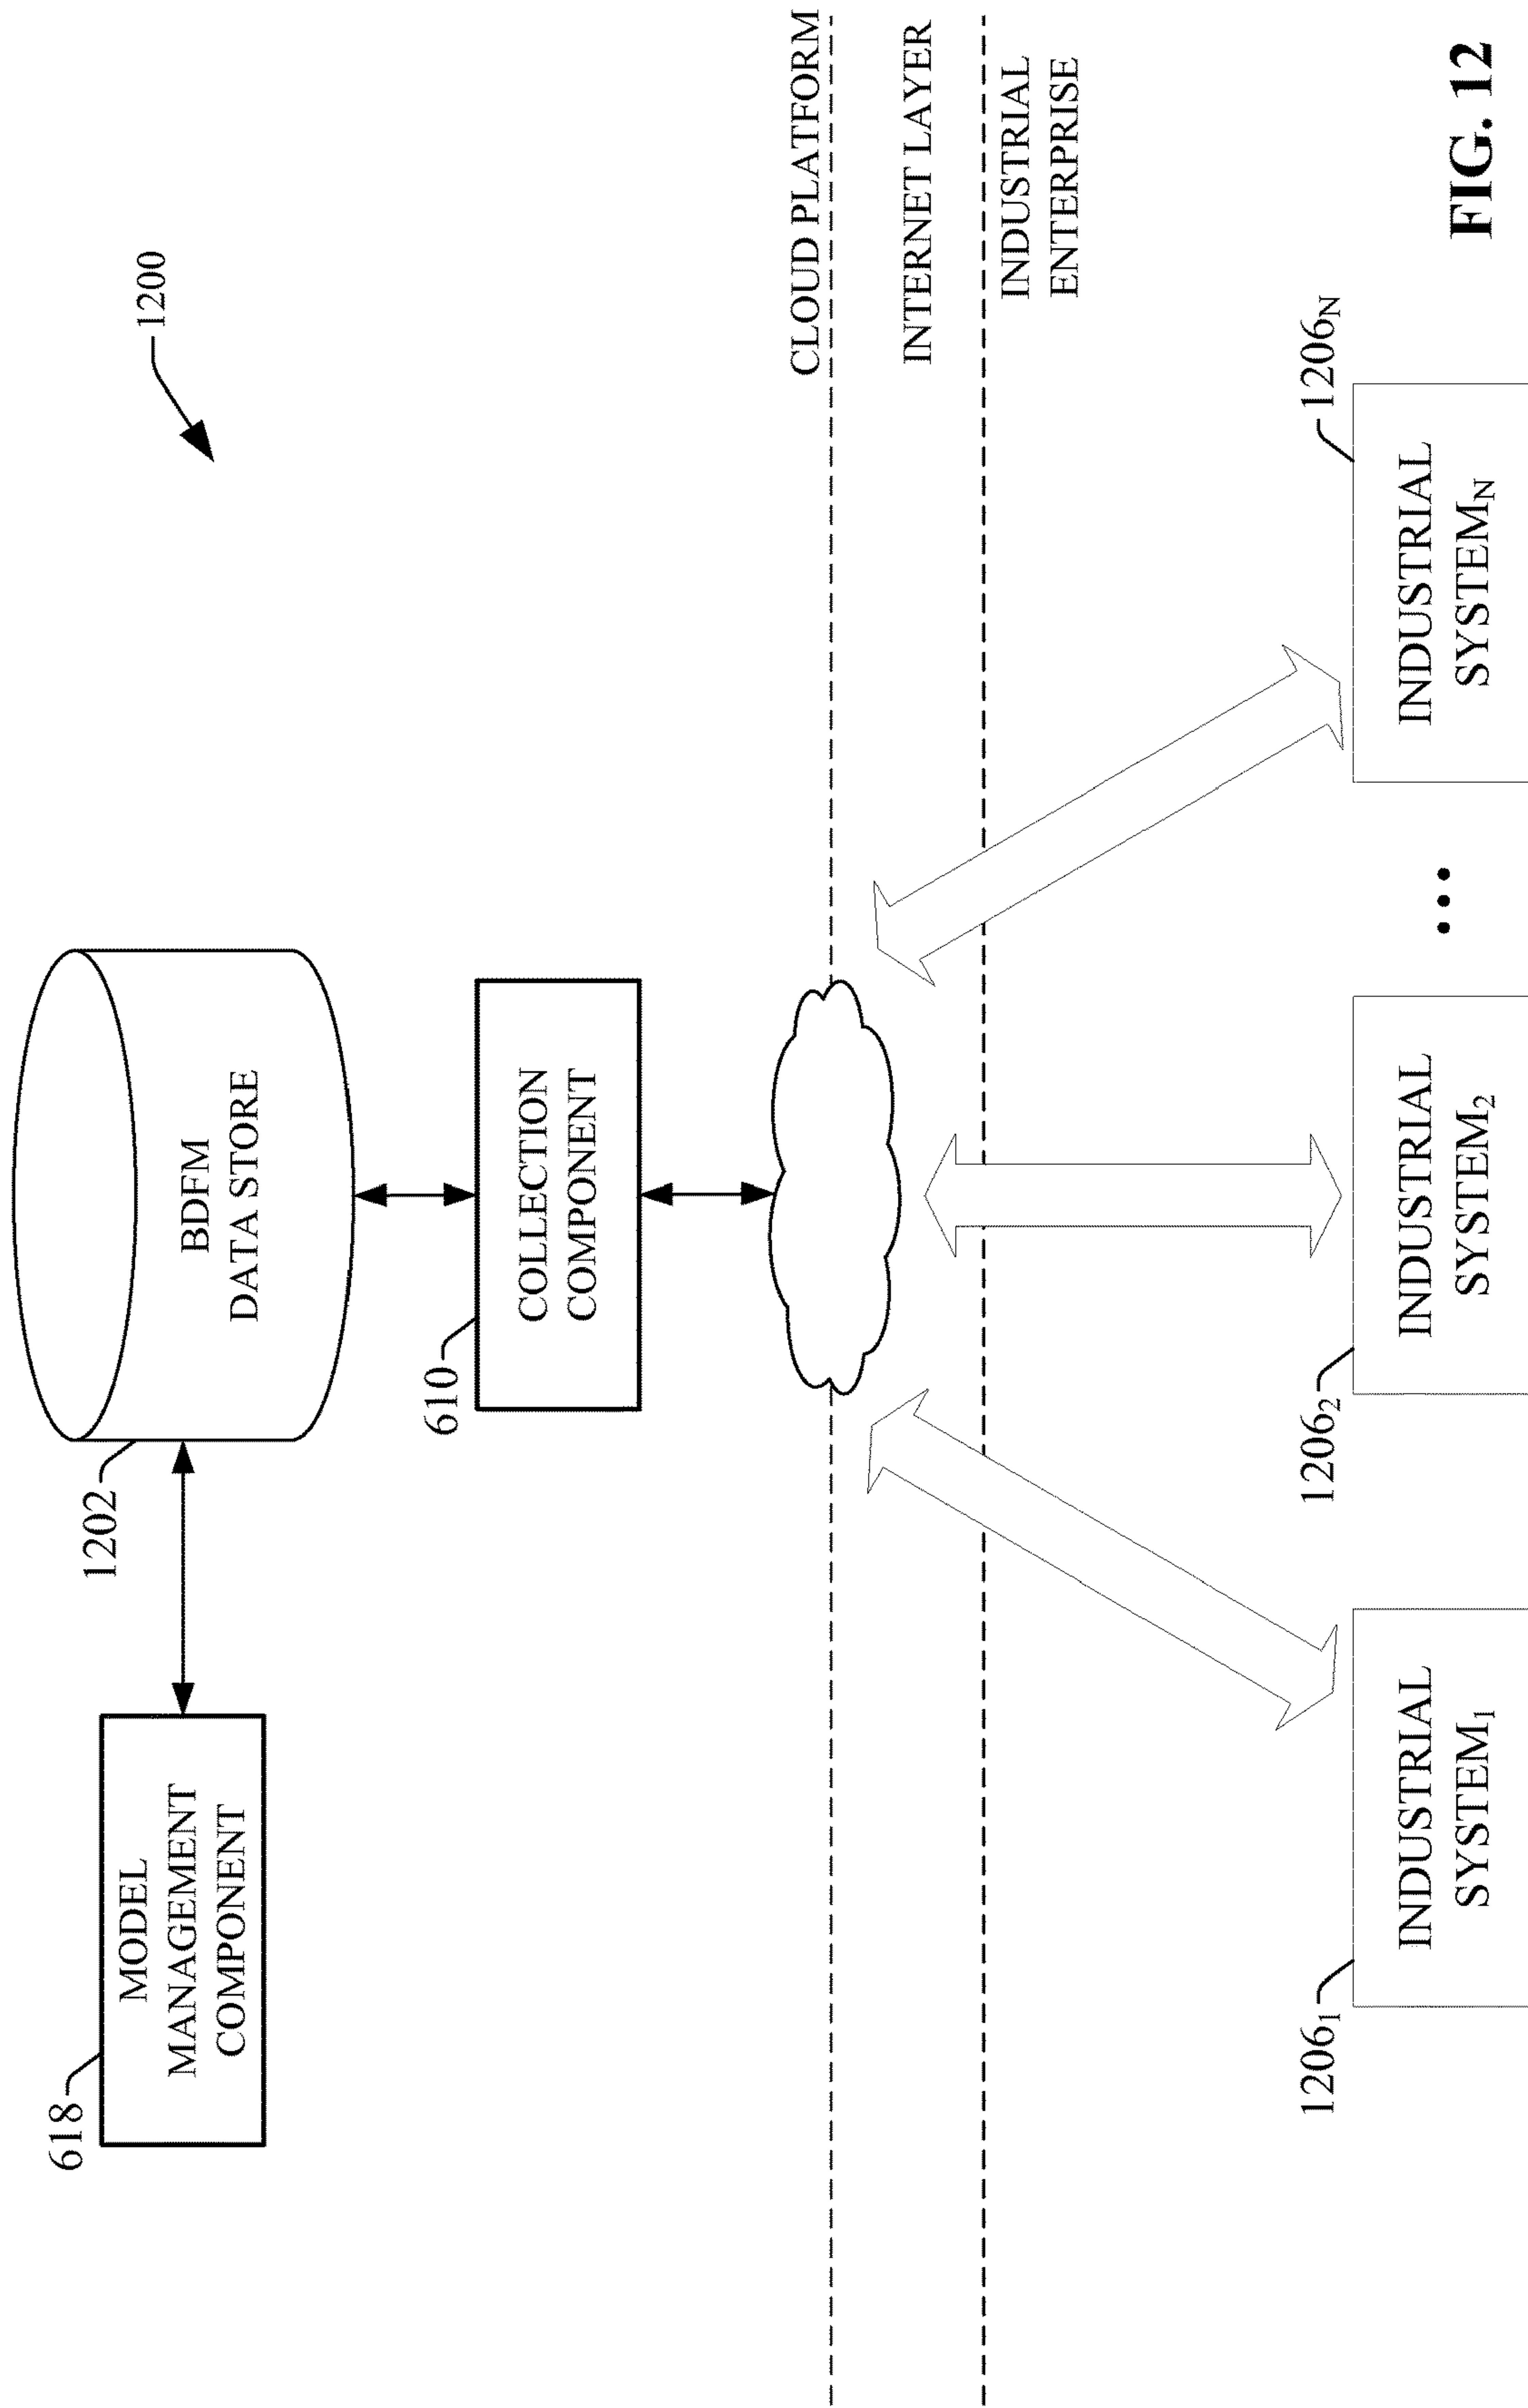 1200
618
MODEL
MANAGEMENT
COMPONENT
1202
BDFM
DATA STORE
610
COLLECTION
COMPONENT
CLOUD PLATFORM
INTERNET LAYER
INDUSTRIAL
ENTERPRISE
1206₁
INDUSTRIAL
SYSTEM₁
1206₂
INDUSTRIAL
SYSTEM₂
•••
1206N
INDUSTRIAL
SYSTEMN
FIG. 12